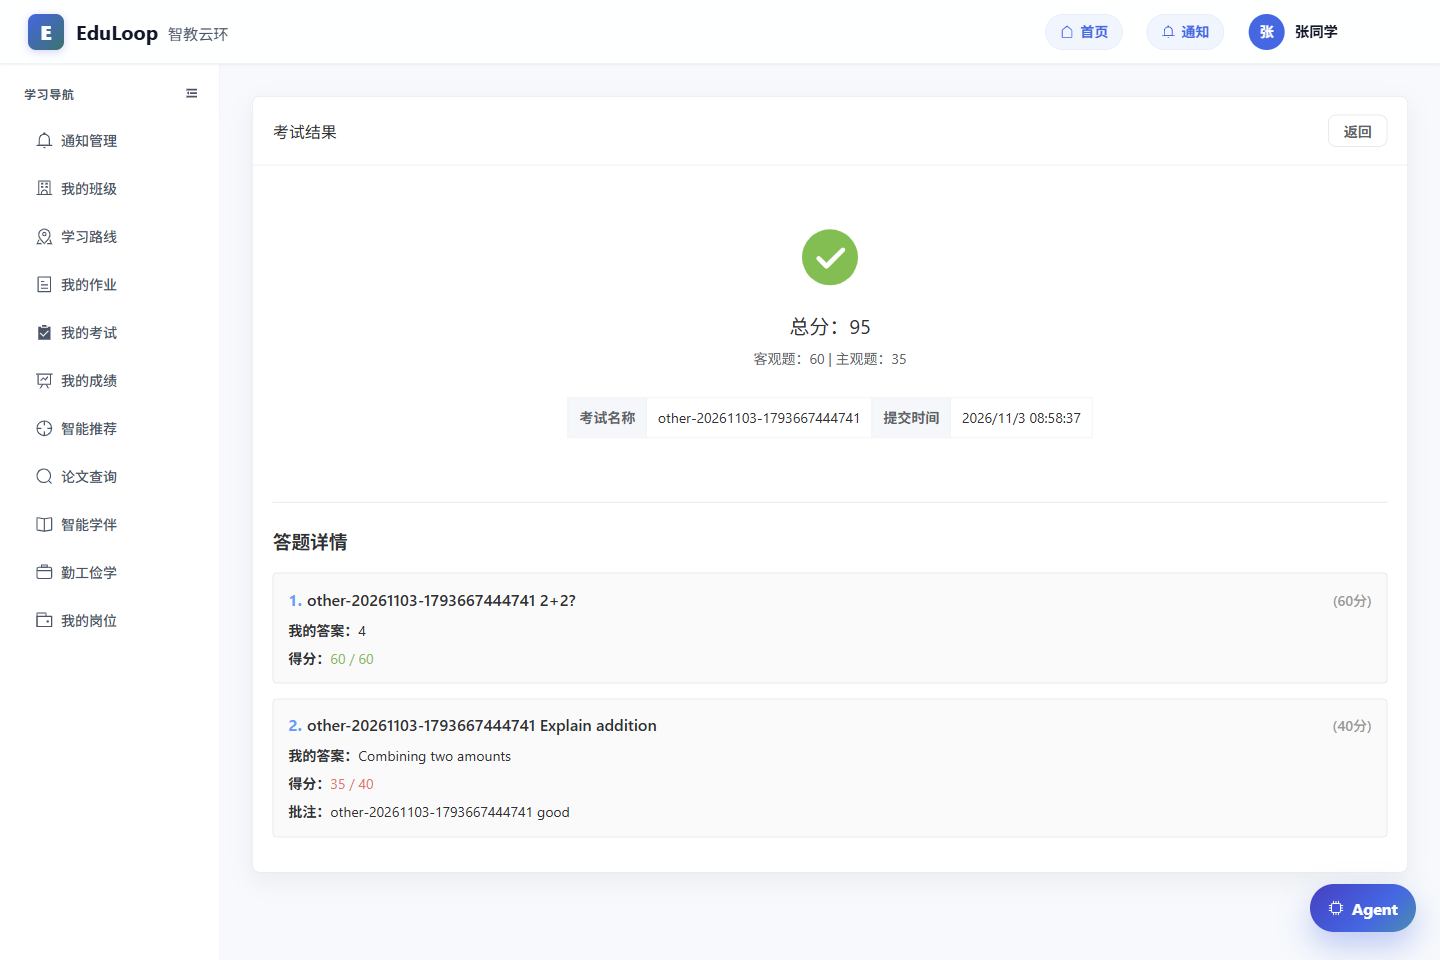 E EduLoop 智教云环
首页
通知
张 张同学
学习导航
通知管理
我的班级
学习路线
我的作业
我的考试
我的成绩
智能推荐
论文查询
智能学伴
勤工俭学
我的岗位
考试结果
返回
总分：95
客观题：60 | 主观题：35
考试名称 other-20261103-1793667444741 提交时间 2026/11/3 08:58:37
答题详情
1. other-20261103-1793667444741 2+2? (60分)
我的答案：4
得分：60 / 60
2. other-20261103-1793667444741 Explain addition (40分)
我的答案：Combining two amounts
得分：35 / 40
批注：other-20261103-1793667444741 good
Agent